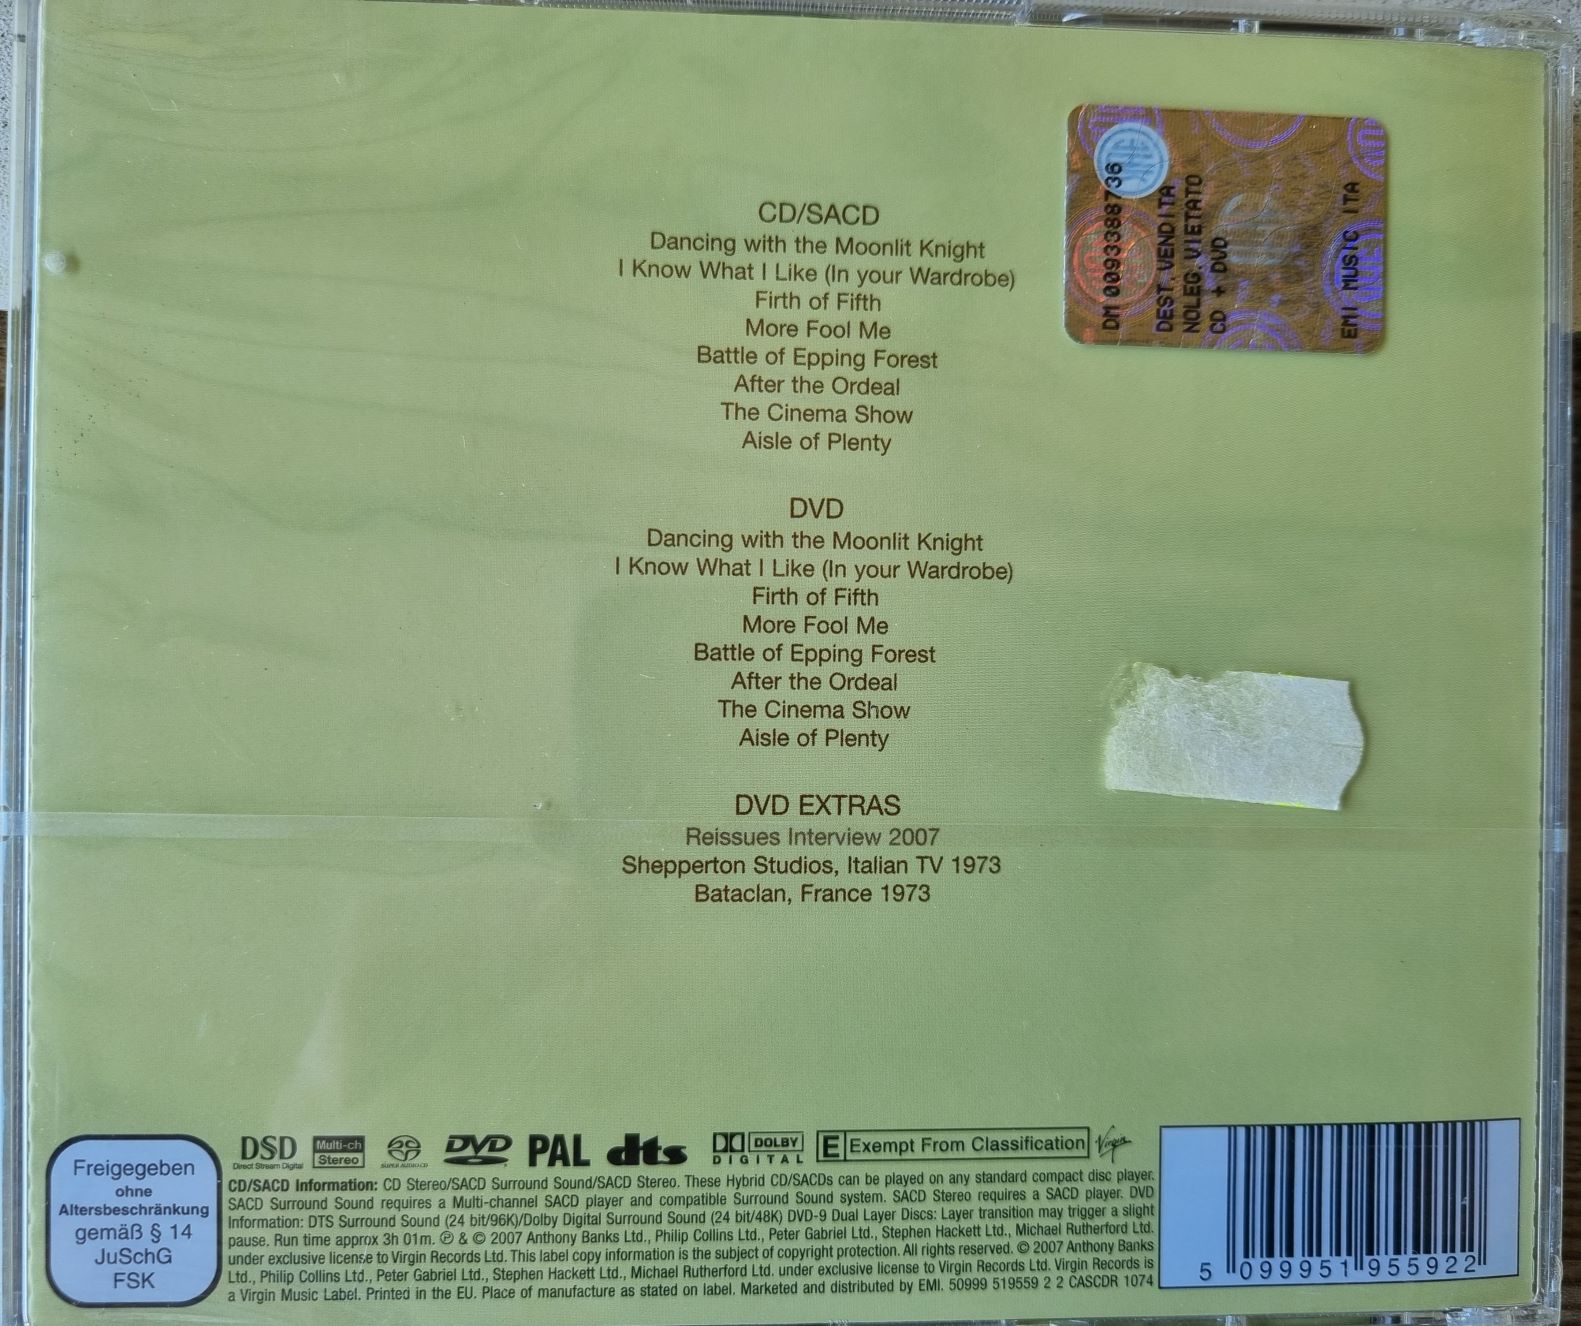 CD/SACD
Dancing with the Moonlit Knight
I Know What I Like (In your Wardrobe)
Firth of Fifth
More Fool Me
Battle of Epping Forest
After the Ordeal
The Cinema Show
Aisle of Plenty
DM 0093388736
DEST.VENDITA
NOLEG.VIETATO
CD + DVD
EMI MUSIC ITA
DVD
Dancing with the Moonlit Knight
I Know What I Like (In your Wardrobe)
Firth of Fifth
More Fool Me
Battle of Epping Forest
After the Ordeal
The Cinema Show
Aisle of Plenty
DVD EXTRAS
Reissues Interview 2007
Shepperton Studios, Italian TV 1973
Bataclan, France 1973
Freigegeben
ohne
Altersbeschränkung
gemäß § 14
JuSchG
FSK
DSD
Direct Stream Digital
Multi-ch
Stereo
SUPER AUDIO CD
DVD
PAL
dts
DOLBY
DIGITAL
E Exempt From Classification
Virgin
CD/SACD Information: CD Stereo/SACD Surround Sound/SACD Stereo. These Hybrid CD/SACDs can be played on any standard compact disc player.
SACD Surround Sound requires a Multi-channel SACD player and compatible Surround Sound system. SACD Stereo requires a SACD player. DVD
Information: DTS Surround Sound (24 bit/96K)/Dolby Digital Surround Sound (24 bit/48K) DVD-9 Dual Layer Discs: Layer transition may trigger a slight
pause. Run time approx 3h 01m. ℗ & © 2007 Anthony Banks Ltd., Philip Collins Ltd., Peter Gabriel Ltd., Stephen Hackett Ltd., Michael Rutherford Ltd.
under exclusive license to Virgin Records Ltd. This label copy information is the subject of copyright protection. All rights reserved. © 2007 Anthony Banks
Ltd., Philip Collins Ltd., Peter Gabriel Ltd., Stephen Hackett Ltd., Michael Rutherford Ltd. under exclusive license to Virgin Records Ltd. Virgin Records is
a Virgin Music Label. Printed in the EU. Place of manufacture as stated on label. Marketed and distributed by EMI. 50999 519559 2 2 CASCDR 1074
5 099951 955922